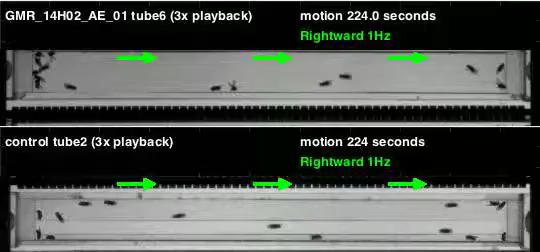 GMR_14H02_AE_01 tube6 (3x playback) motion 224.0 seconds
Rightward 1Hz
control tube2 (3x playback) motion 224 seconds
Rightward 1Hz